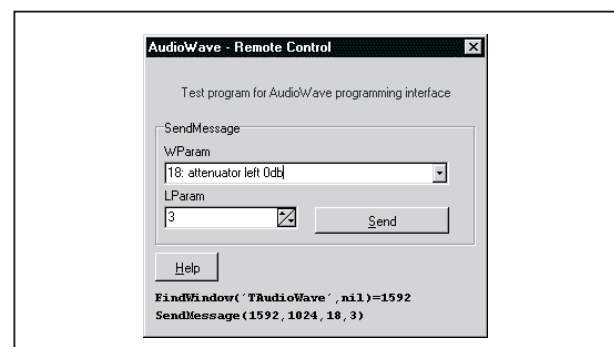 AudioWave - Remote Control
Test program for AudioWave programming interface
SendMessage
WParam
18: attenuator left 0db
LParam
3
Send
Help
FindWindow('TAudioWave',nil)=1592
SendMessage(1592,1024,18,3)